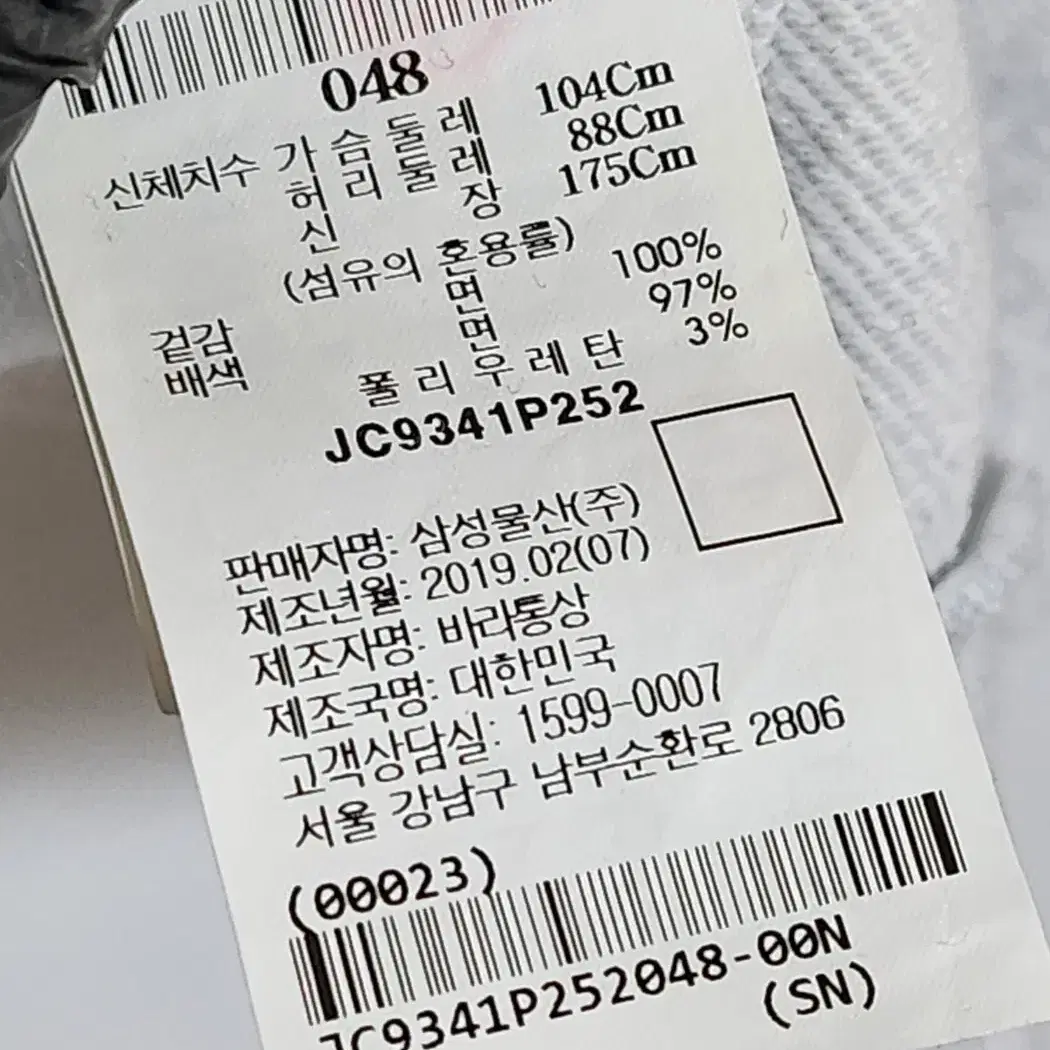 048
신체치수 가 슴 둘 레 104Cm
허 리 둘 레 88Cm
신 장 175Cm
(섬유의 혼용률)
겉감 면 100%
배색 면 97%
폴 리 우 레 탄 3%
JC9341P252
판매자명: 삼성물산(주)
제조년월: 2019.02(07)
제조자명: 바라통상
제조국명: 대한민국
고객상담실: 1599-0007
서울 강남구 남부순환로 2806
(00023)
JC9341P252048-00N
(SN)